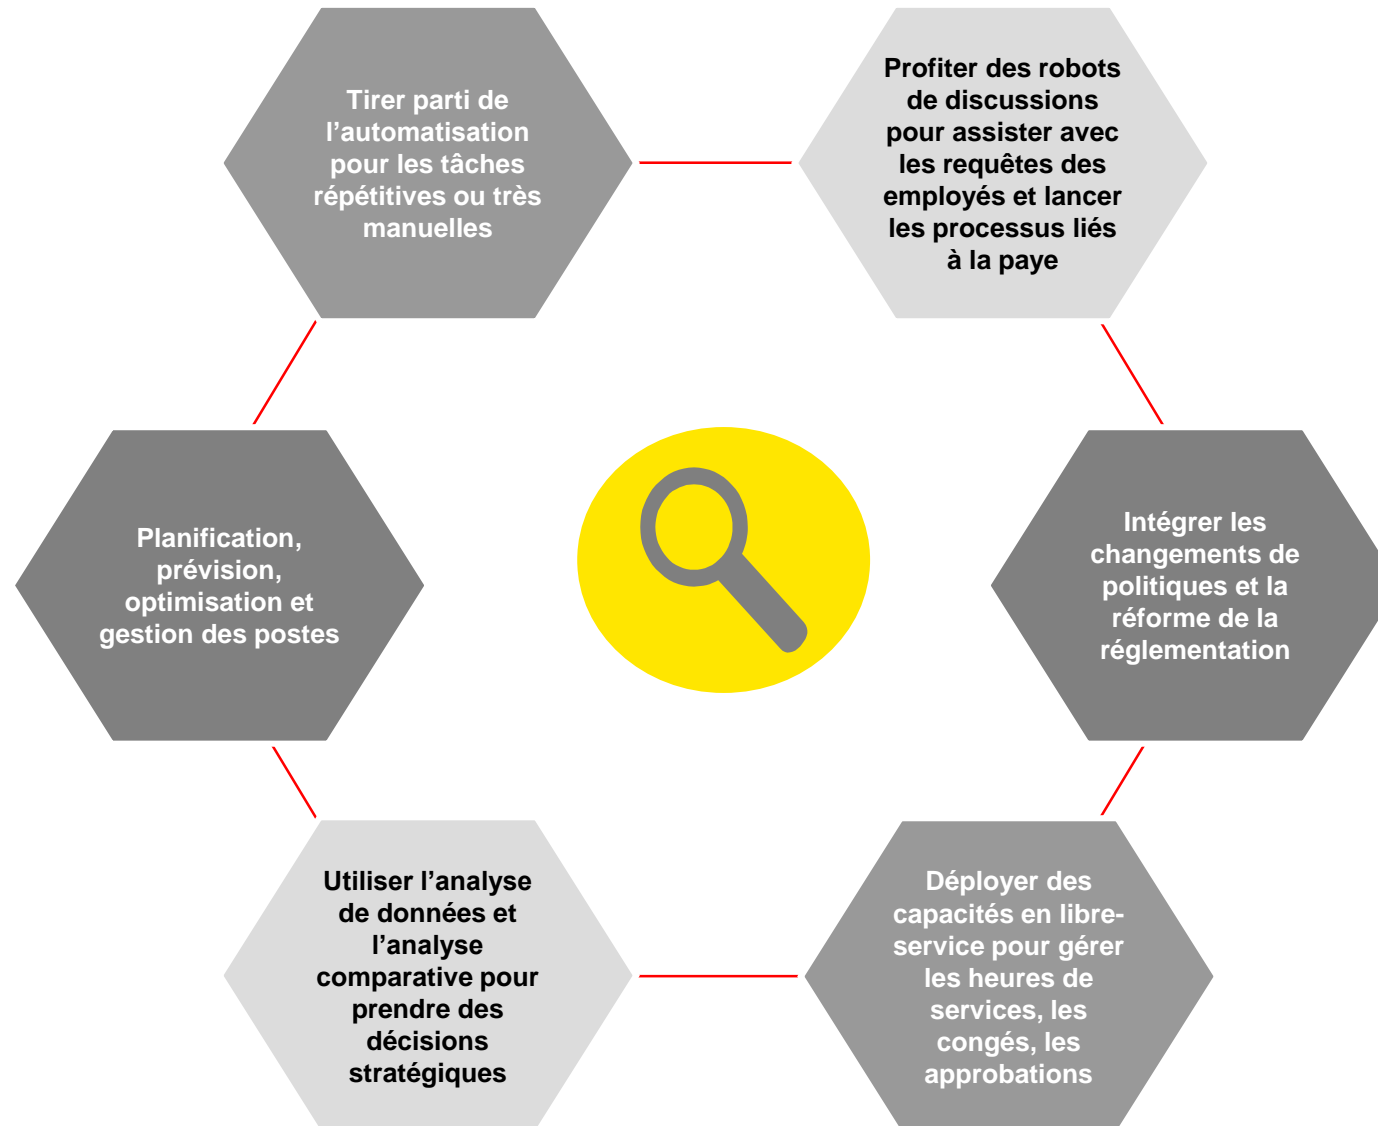 Tirer parti de
l’automatisation
pour les tâches
répétitives ou très
manuelles
Profiter des robots
de discussions
pour assister avec
les requêtes des
employés et lancer
les processus liés
à la paye
Planification,
prévision,
optimisation et
gestion des postes
Intégrer les
changements de
politiques et la
réforme de la
réglementation
Utiliser l’analyse
de données et
l’analyse
comparative pour
prendre des
décisions
stratégiques
Déployer des
capacités en libre-
service pour gérer
les heures de
services, les
congés, les
approbations